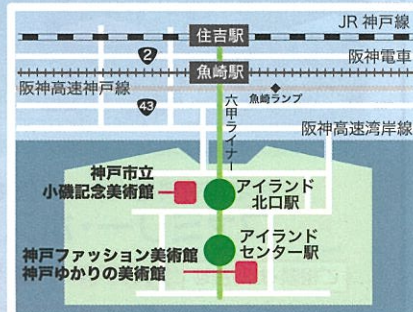 JR 神戸線
住吉駅
2
阪神電車
魚崎駅
阪神高速神戸線
魚崎ランプ
43
六甲ライナー
阪神高速湾岸線
神戸市立
小磯記念美術館
アイランド
北口駅
アイランド
センター駅
神戸ファッション美術館
神戸ゆかりの美術館